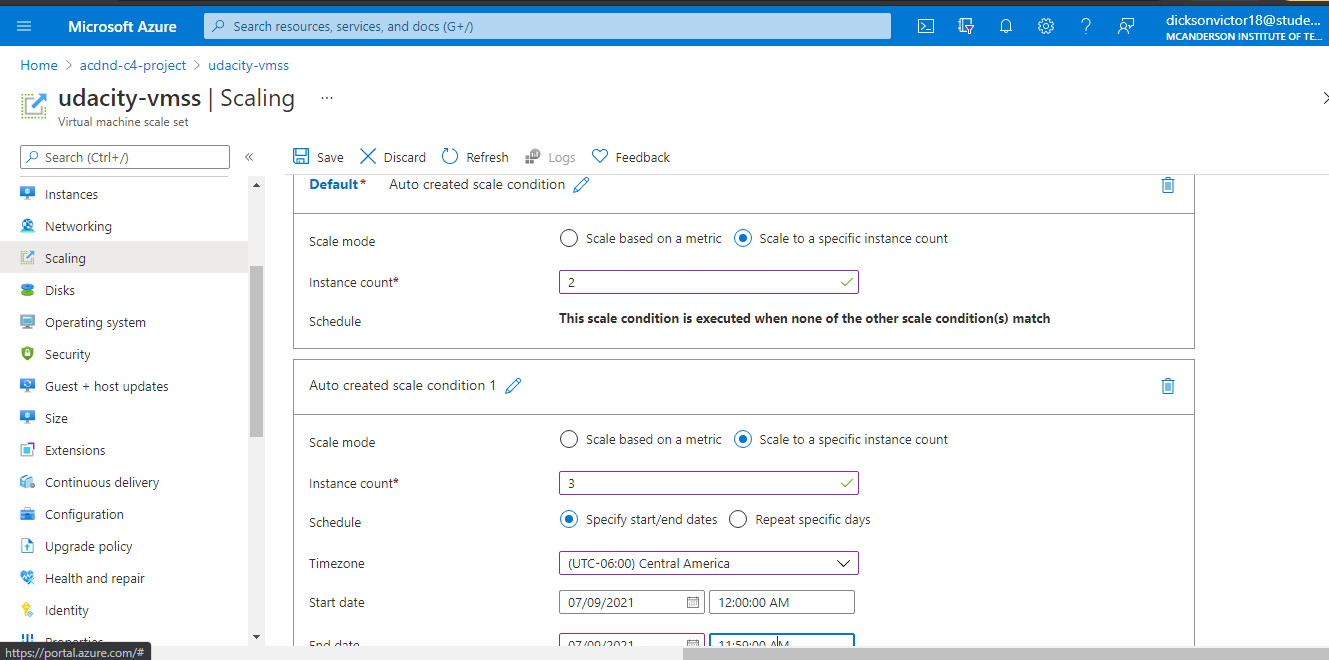 Microsoft Azure
Search resources, services, and docs (G+/)
dicksonvictor18@stude...
MCANDERSON INSTITUTE OF TE...
Home > acdnd-c4-project > udacity-vmss
udacity-vmss | Scaling ...
Virtual machine scale set
Search (Ctrl+/)
«
Save Discard Refresh Logs Feedback
Instances
Networking
Scaling
Disks
Operating system
Security
Guest + host updates
Size
Extensions
Continuous delivery
Configuration
Upgrade policy
Health and repair
Identity
Properties
https://portal.azure.com/#
Default* Auto created scale condition
Scale mode Scale based on a metric Scale to a specific instance count
Instance count* 2
Schedule This scale condition is executed when none of the other scale condition(s) match
Auto created scale condition 1
Scale mode Scale based on a metric Scale to a specific instance count
Instance count* 3
Schedule Specify start/end dates Repeat specific days
Timezone (UTC-06:00) Central America
Start date 07/09/2021 12:00:00 AM
End date 07/09/2021 11:59:00 AM